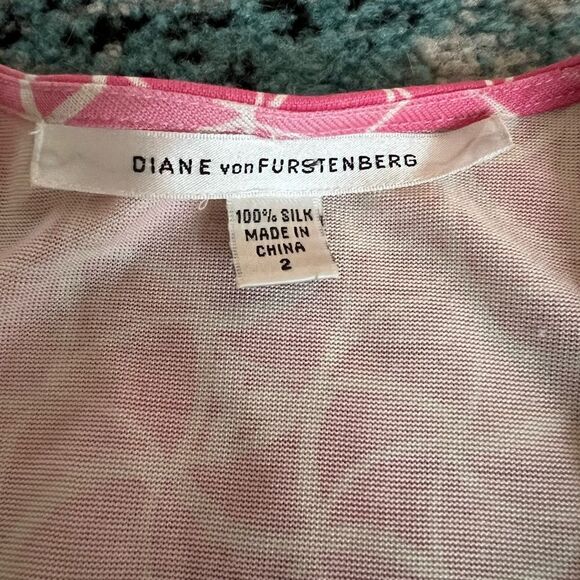 DIANE von FURSTENBERG
100% SILK
MADE IN
CHINA
2